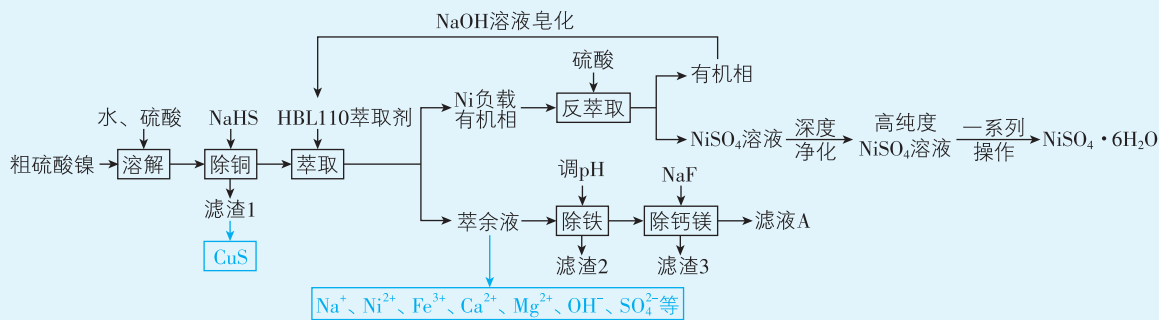 NaOH溶液皂化
硫酸
有机相
水、硫酸
NaHS
HBL110萃取剂
Ni负载
有机相
反萃取
粗硫酸镍
溶解
除铜
萃取
NiSO₄溶液
深度
净化
高纯度
NiSO₄溶液
一系列
操作
NiSO₄·6H₂O
调pH
NaF
滤渣1
萃余液
除铁
除钙镁
滤液A
CuS
滤渣2
滤渣3
Na⁺、Ni²⁺、Fe³⁺、Ca²⁺、Mg²⁺、OH⁻、SO₄²⁻等